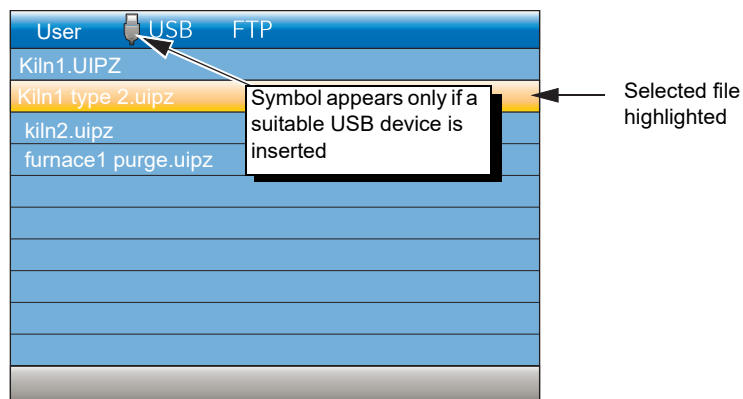 User USB FTP
Kiln1.UIPZ
Kiln1 type 2.uipz
kiln2.uipz
furnace1 purge.uipz
Symbol appears only if a
suitable USB device is
inserted
Selected file
highlighted